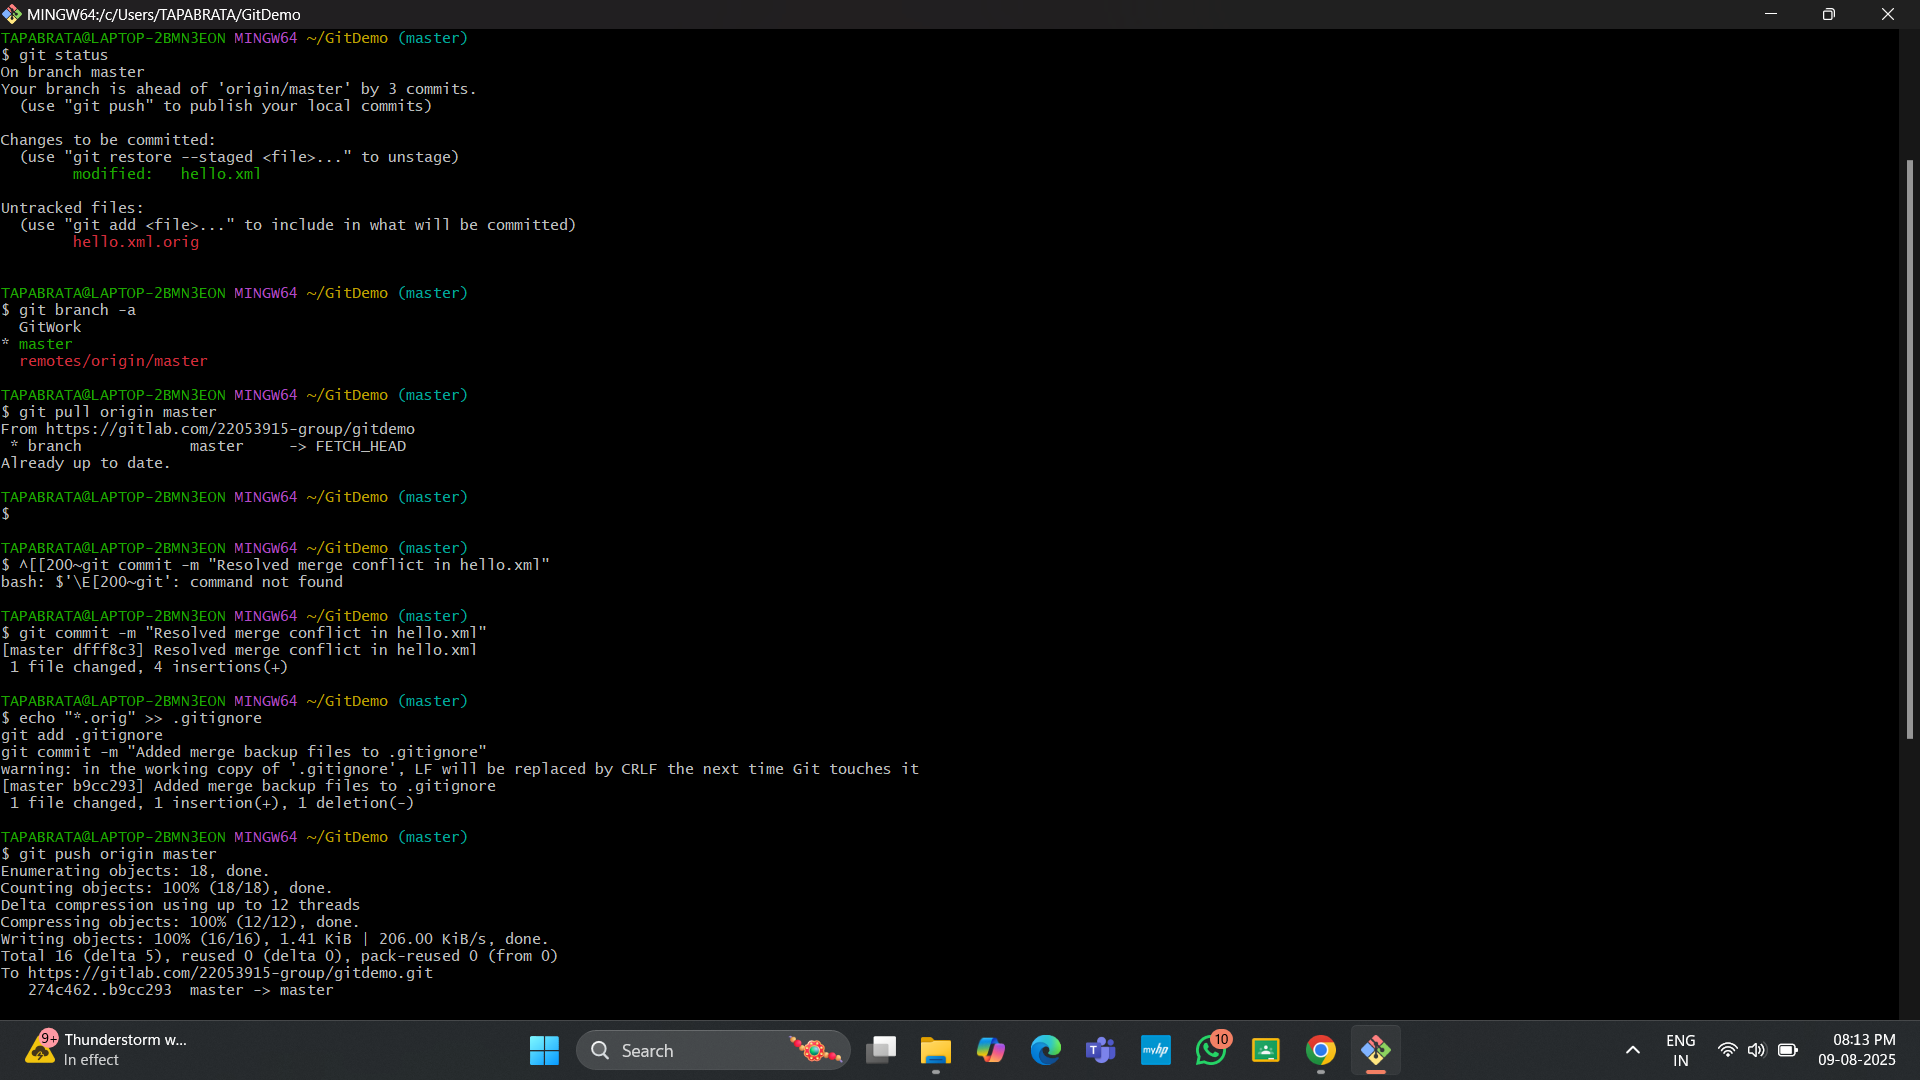 MINGW64:/c/Users/TAPABRATA/GitDemo
TAPABRATA@LAPTOP-2BMN3EON MINGW64 ~/GitDemo (master)
$ git status
On branch master
Your branch is ahead of 'origin/master' by 3 commits.
  (use "git push" to publish your local commits)

Changes to be committed:
  (use "git restore --staged <file>..." to unstage)
        modified:   hello.xml

Untracked files:
  (use "git add <file>..." to include in what will be committed)
        hello.xml.orig

TAPABRATA@LAPTOP-2BMN3EON MINGW64 ~/GitDemo (master)
$ git branch -a
  GitWork
* master
  remotes/origin/master

TAPABRATA@LAPTOP-2BMN3EON MINGW64 ~/GitDemo (master)
$ git pull origin master
From https://gitlab.com/22053915-group/gitdemo
 * branch            master     -> FETCH_HEAD
Already up to date.

TAPABRATA@LAPTOP-2BMN3EON MINGW64 ~/GitDemo (master)
$

TAPABRATA@LAPTOP-2BMN3EON MINGW64 ~/GitDemo (master)
$ ^[[200~git commit -m "Resolved merge conflict in hello.xml"
bash: $'\E[200~git': command not found

TAPABRATA@LAPTOP-2BMN3EON MINGW64 ~/GitDemo (master)
$ git commit -m "Resolved merge conflict in hello.xml"
[master dfff8c3] Resolved merge conflict in hello.xml
 1 file changed, 4 insertions(+)

TAPABRATA@LAPTOP-2BMN3EON MINGW64 ~/GitDemo (master)
$ echo "*.orig" >> .gitignore
git add .gitignore
git commit -m "Added merge backup files to .gitignore"
warning: in the working copy of '.gitignore', LF will be replaced by CRLF the next time Git touches it
[master b9cc293] Added merge backup files to .gitignore
 1 file changed, 1 insertion(+), 1 deletion(-)

TAPABRATA@LAPTOP-2BMN3EON MINGW64 ~/GitDemo (master)
$ git push origin master
Enumerating objects: 18, done.
Counting objects: 100% (18/18), done.
Delta compression using up to 12 threads
Compressing objects: 100% (12/12), done.
Writing objects: 100% (16/16), 1.41 KiB | 206.00 KiB/s, done.
Total 16 (delta 5), reused 0 (delta 0), pack-reused 0 (from 0)
To https://gitlab.com/22053915-group/gitdemo.git
   274c462..b9cc293  master -> master
9+
Thunderstorm w...
In effect
Search
T
myhp
10
ENG
IN
08:13 PM
09-08-2025